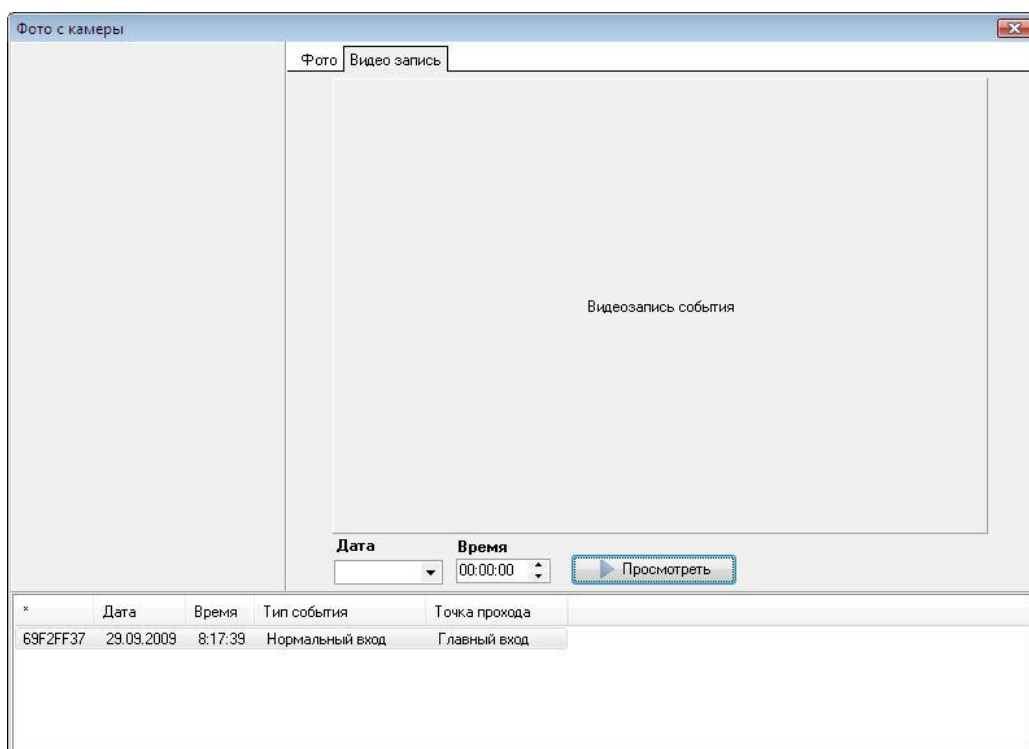 Фото с камеры
Фото Видео запись
Видеозапись события
Дата Время
00:00:00 Просмотреть
* Дата Время Тип события Точка прохода
69F2FF37 29.09.2009 8:17:39 Нормальный вход Главный вход